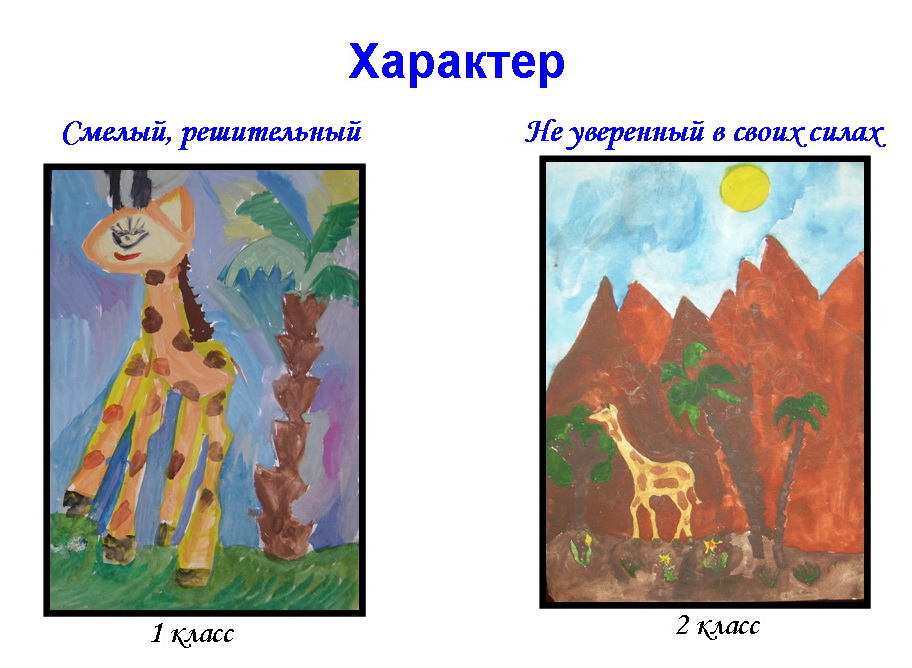 Характер
Смелый, решительный
Не уверенный в своих силах
1 класс
2 класс